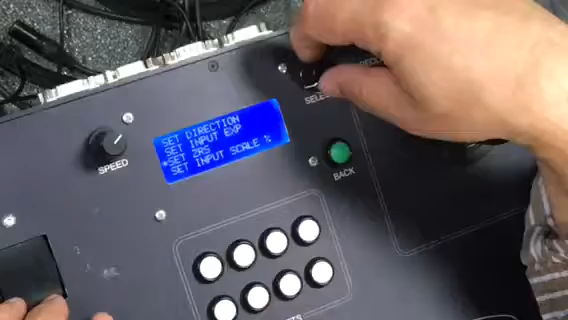 SET DIRECTION
SET INPUT EXP
SET ZRS
SET INPUT SCALE %
SPEED
BACK